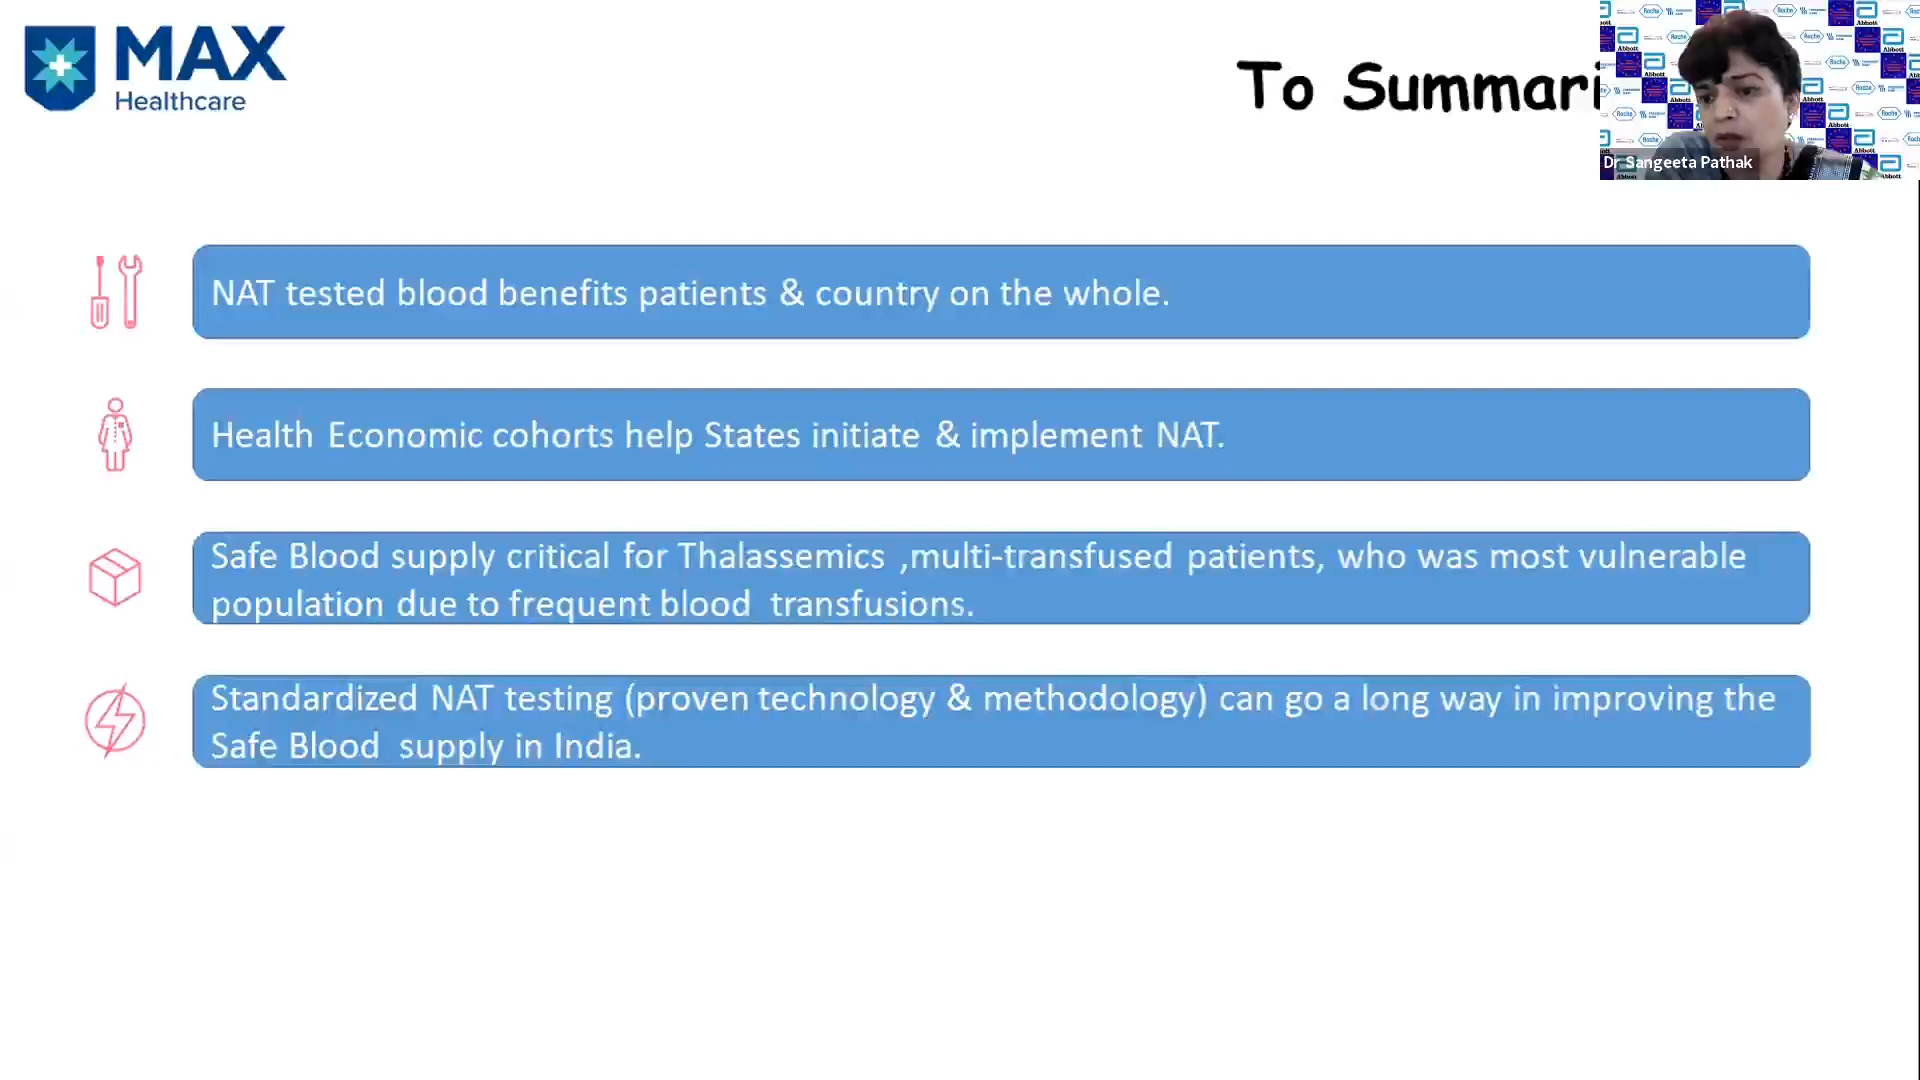 MAX
Healthcare
To Summari
Dr Sangeeta Pathak
NAT tested blood benefits patients & country on the whole.
Health Economic cohorts help States initiate & implement NAT.
Safe Blood supply critical for Thalassemics ,multi-transfused patients, who was most vulnerable
population due to frequent blood transfusions.
Standardized NAT testing (proven technology & methodology) can go a long way in improving the
Safe Blood supply in India.
Roche
Abbott